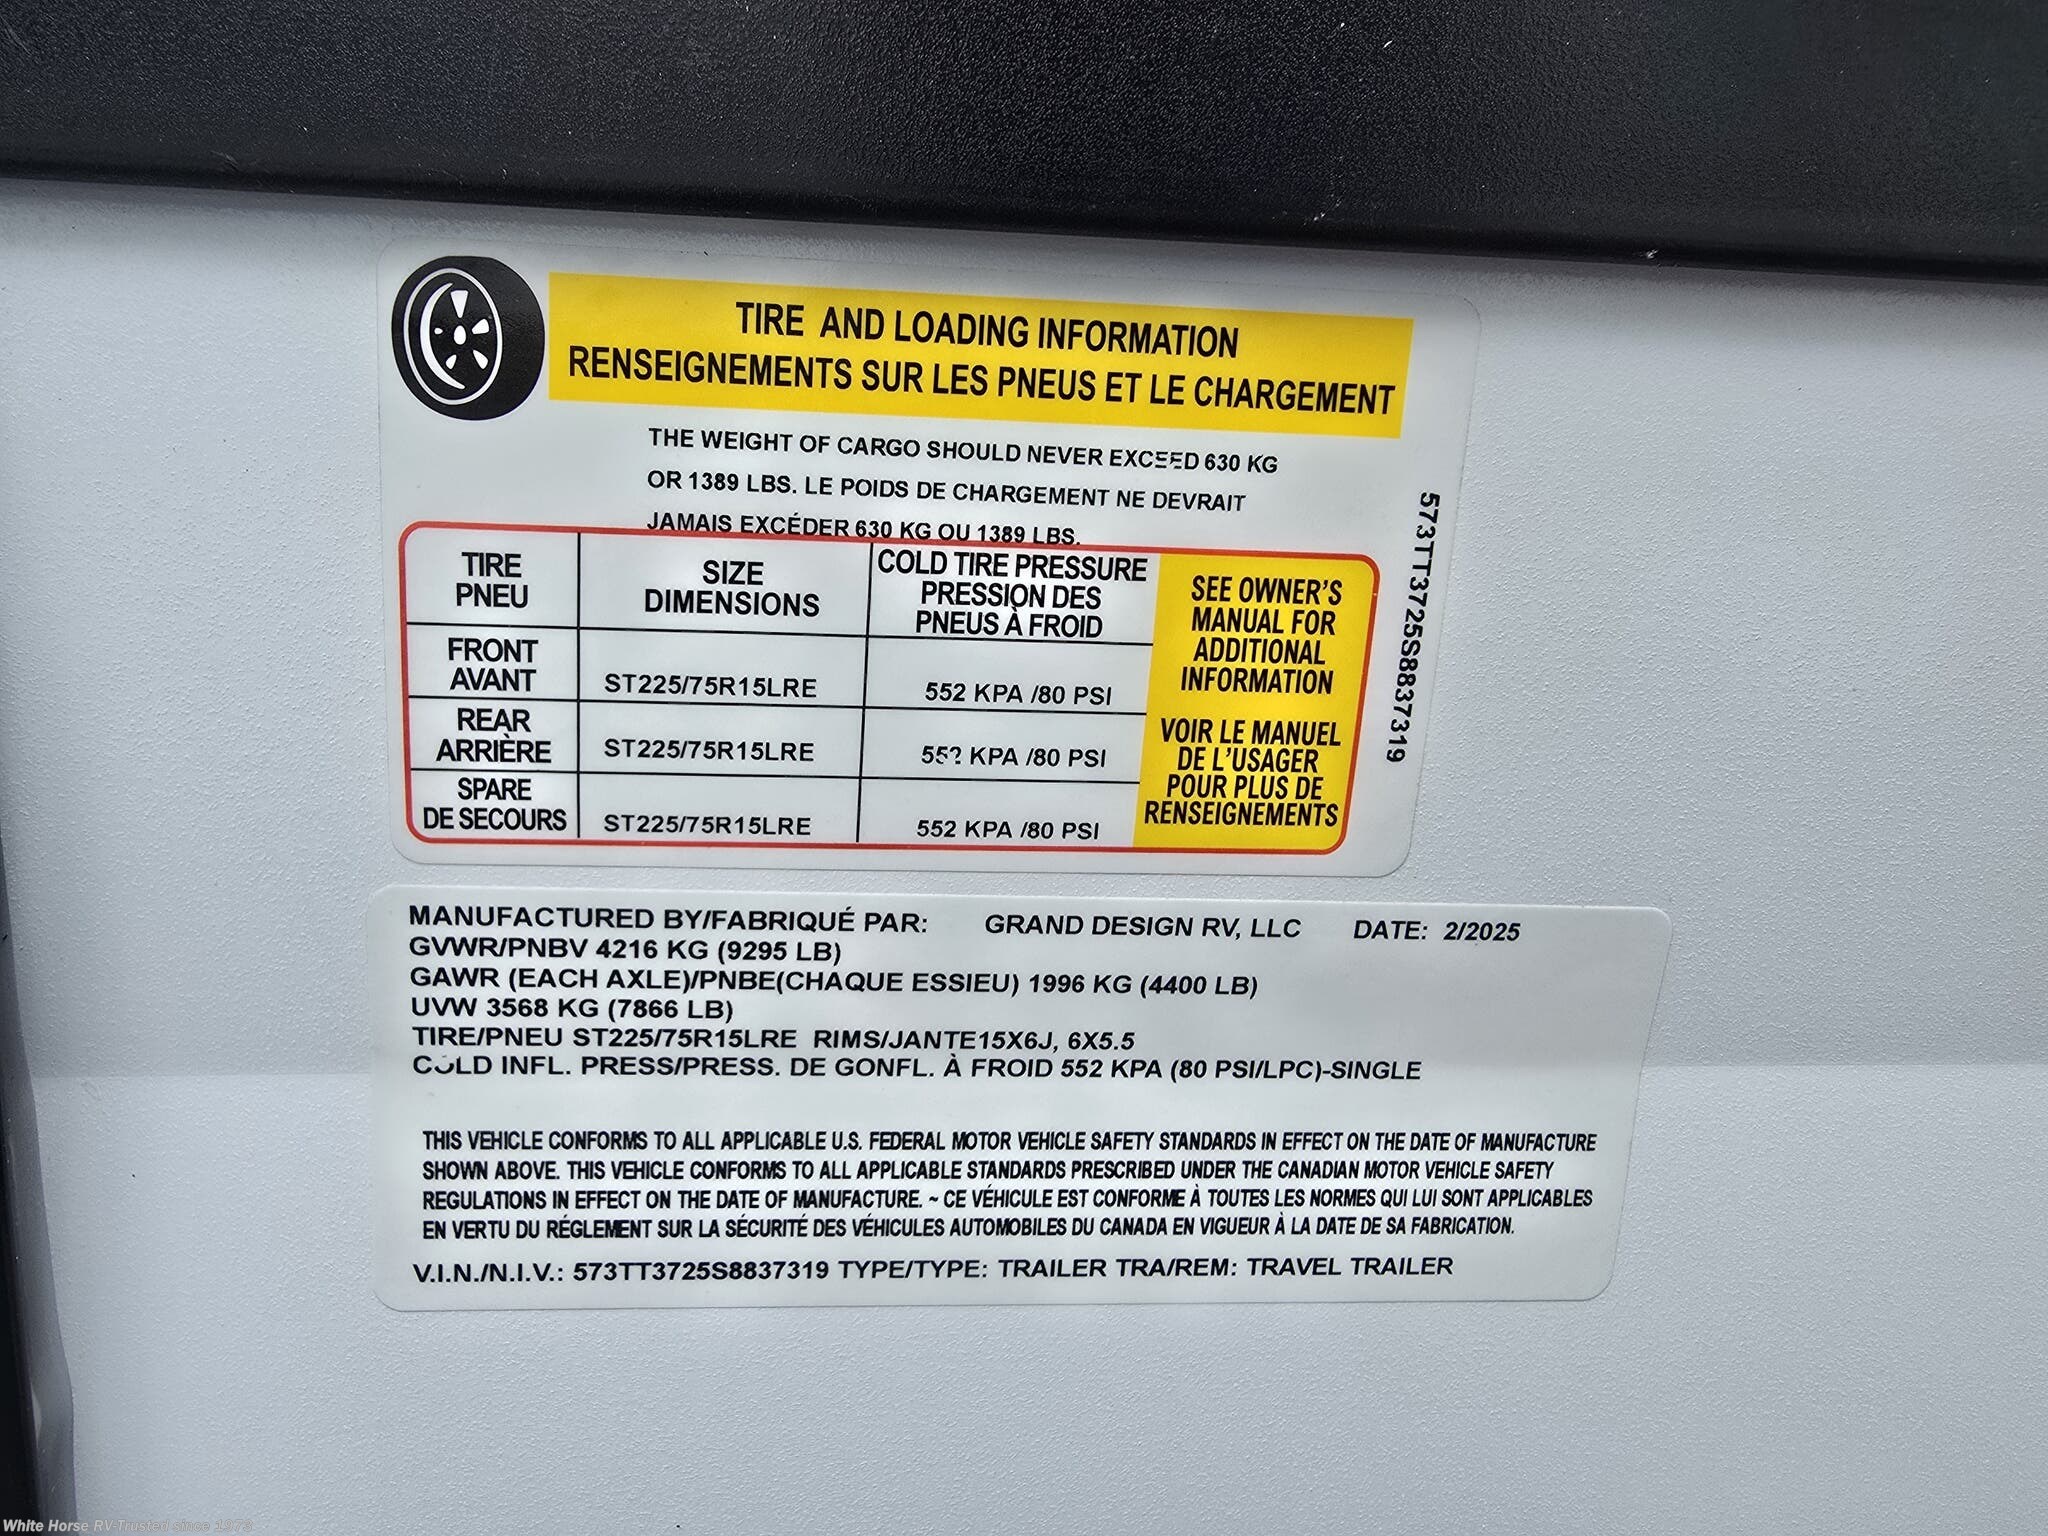 TIRE AND LOADING INFORMATION
RENSEIGNEMENTS SUR LES PNEUS ET LE CHARGEMENT
THE WEIGHT OF CARGO SHOULD NEVER EXCEED 630 KG
OR 1389 LBS. LE POIDS DE CHARGEMENT NE DEVRAIT
JAMAIS EXCÉDER 630 KG OU 1389 LBS.
TIRE
PNEU
SIZE
DIMENSIONS
COLD TIRE PRESSURE
PRESSION DES
PNEUS À FROID
FRONT
AVANT
ST225/75R15LRE
552 KPA /80 PSI
REAR
ARRIÈRE
ST225/75R15LRE
552 KPA /80 PSI
SPARE
DE SECOURS
ST225/75R15LRE
552 KPA /80 PSI
SEE OWNER'S
MANUAL FOR
ADDITIONAL
INFORMATION
VOIR LE MANUEL
DE L'USAGER
POUR PLUS DE
RENSEIGNEMENTS
573TT3725S8837319
MANUFACTURED BY/FABRIQUÉ PAR: GRAND DESIGN RV, LLC DATE: 2/2025
GVWR/PNBV 4216 KG (9295 LB)
GAWR (EACH AXLE)/PNBE(CHAQUE ESSIEU) 1996 KG (4400 LB)
UVW 3568 KG (7866 LB)
TIRE/PNEU ST225/75R15LRE RIMS/JANTE15X6J, 6X5.5
COLD INFL. PRESS/PRESS. DE GONFL. À FROID 552 KPA (80 PSI/LPC)-SINGLE
THIS VEHICLE CONFORMS TO ALL APPLICABLE U.S. FEDERAL MOTOR VEHICLE SAFETY STANDARDS IN EFFECT ON THE DATE OF MANUFACTURE
SHOWN ABOVE. THIS VEHICLE CONFORMS TO ALL APPLICABLE STANDARDS PRESCRIBED UNDER THE CANADIAN MOTOR VEHICLE SAFETY
REGULATIONS IN EFFECT ON THE DATE OF MANUFACTURE. ~ CE VÉHICULE EST CONFORME À TOUTES LES NORMES QUI LUI SONT APPLICABLES
EN VERTU DU RÉGLEMENT SUR LA SÉCURITÉ DES VÉHICULES AUTOMOBILES DU CANADA EN VIGUEUR À LA DATE DE SA FABRICATION.
V.I.N./N.I.V.: 573TT3725S8837319 TYPE/TYPE: TRAILER TRA/REM: TRAVEL TRAILER
White Horse RV-Trusted since 1973